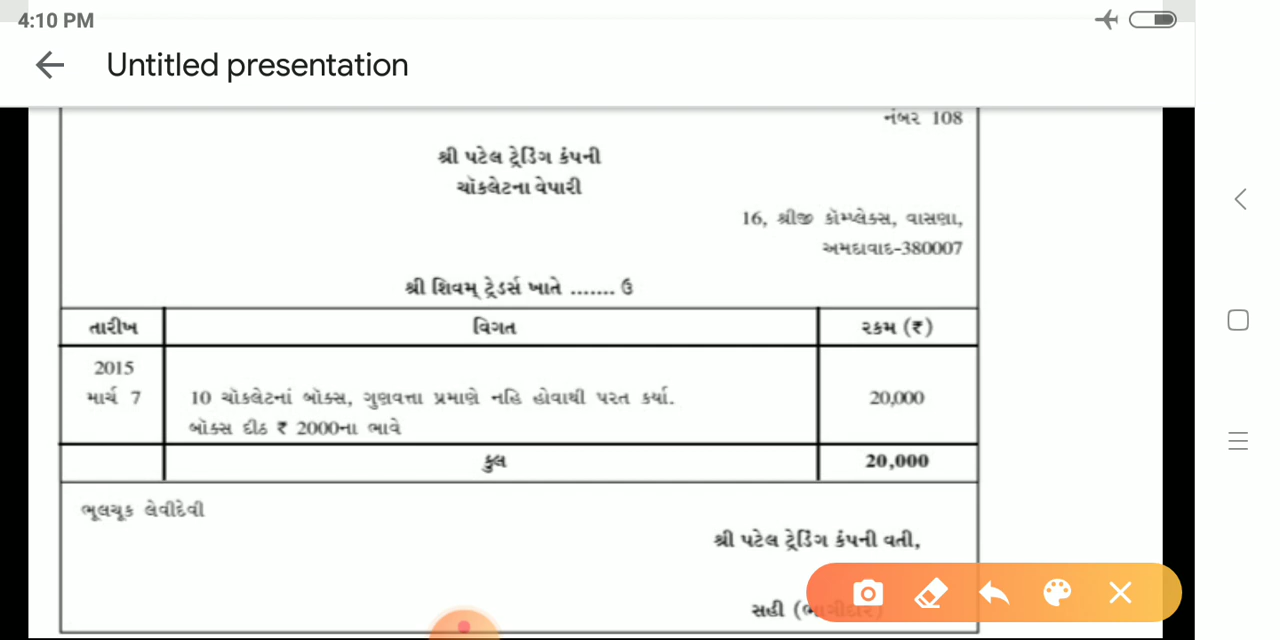 4:10 PM
Untitled presentation
નંબર 108
શ્રી પટેલ ટ્રેડિંગ કંપની
ચૉકલેટના વેપારી
16, શ્રીજી કૉમ્પ્લેક્સ, વાસણા,
અમદાવાદ-380007
શ્રી શિવમ્ ટ્રેડર્સ ખાતે ....... ઉ
તારીખ વિગત રકમ (₹)
2015
માર્ચ 7 10 ચૉકલેટનાં બૉક્સ, ગુણવત્તા પ્રમાણે નહિ હોવાથી પરત કર્યા. 20,000
બૉક્સ દીઠ ₹ 2000ના ભાવે
કુલ 20,000
ભૂલચૂક લેવીદેવી
શ્રી પટેલ ટ્રેડિંગ કંપની વતી,
સહી (ભાગીદાર)